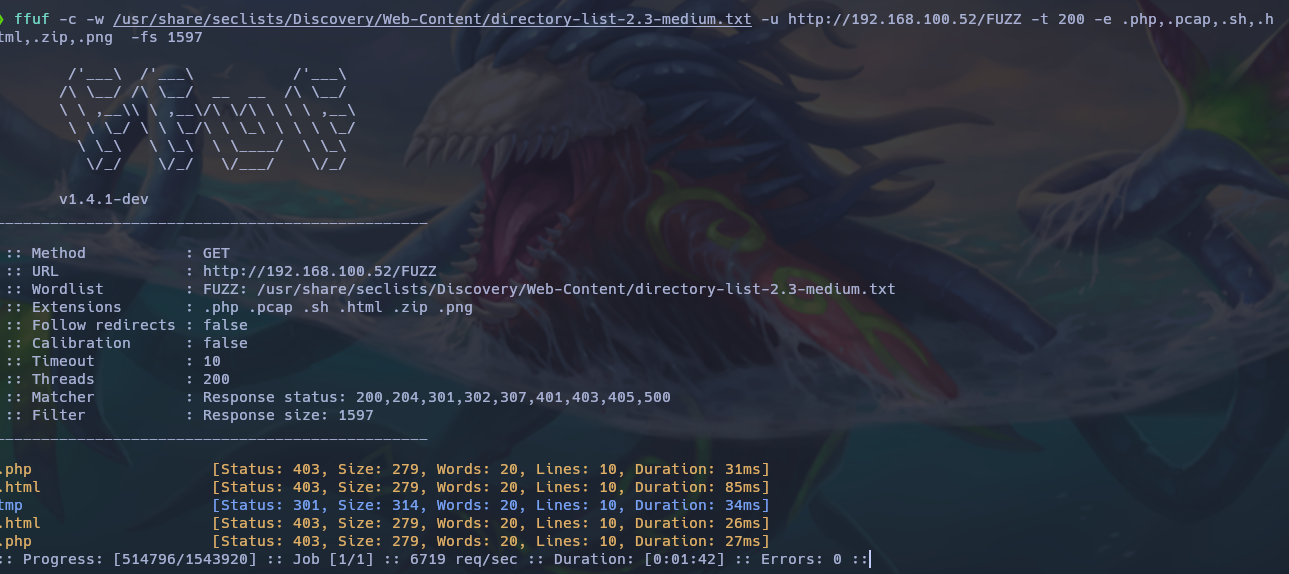 ❯ ffuf -c -w /usr/share/seclists/Discovery/Web-Content/directory-list-2.3-medium.txt -u http://192.168.100.52/FUZZ -t 200 -e .php,.pcap,.sh,.h
tml,.zip,.png  -fs 1597
v1.4.1-dev
:: Method           : GET
:: URL              : http://192.168.100.52/FUZZ
:: Wordlist         : FUZZ: /usr/share/seclists/Discovery/Web-Content/directory-list-2.3-medium.txt
:: Extensions       : .php .pcap .sh .html .zip .png
:: Follow redirects : false
:: Calibration      : false
:: Timeout          : 10
:: Threads          : 200
:: Matcher          : Response status: 200,204,301,302,307,401,403,405,500
:: Filter           : Response size: 1597
.php                    [Status: 403, Size: 279, Words: 20, Lines: 10, Duration: 31ms]
.html                   [Status: 403, Size: 279, Words: 20, Lines: 10, Duration: 85ms]
tmp                     [Status: 301, Size: 314, Words: 20, Lines: 10, Duration: 34ms]
.html                   [Status: 403, Size: 279, Words: 20, Lines: 10, Duration: 26ms]
.php                    [Status: 403, Size: 279, Words: 20, Lines: 10, Duration: 27ms]
:: Progress: [514796/1543920] :: Job [1/1] :: 6719 req/sec :: Duration: [0:01:42] :: Errors: 0 ::